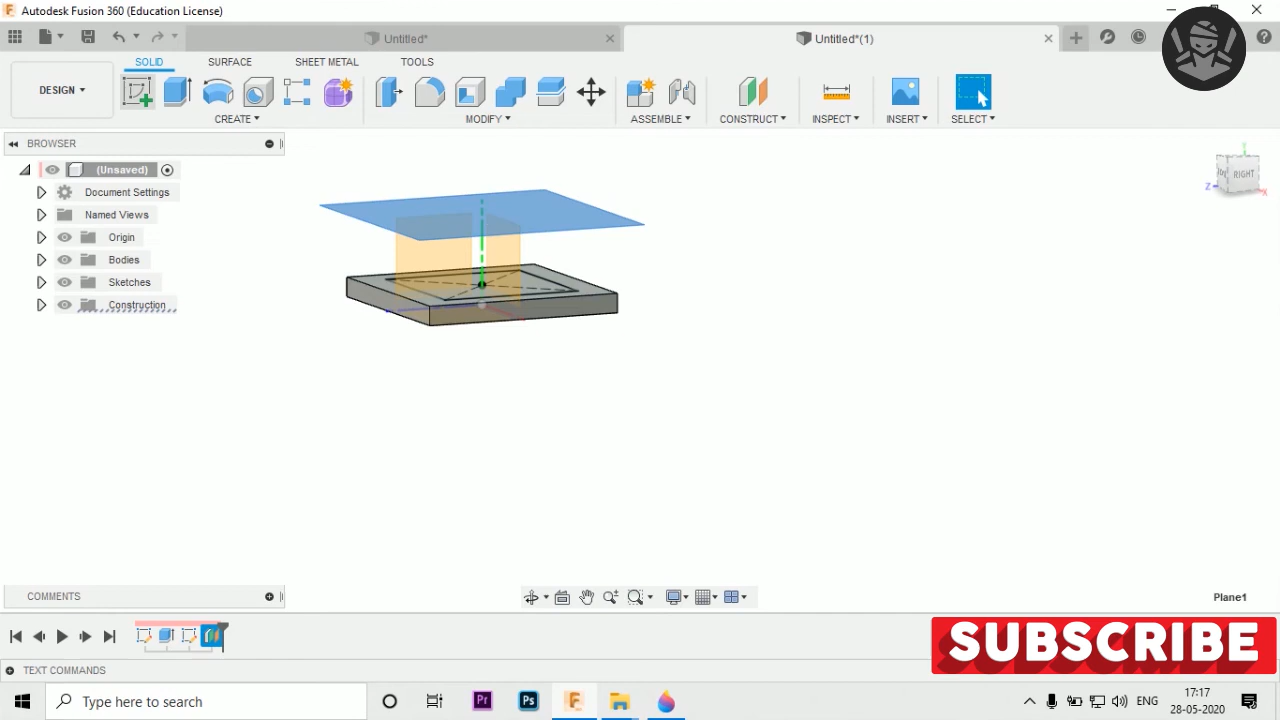 Autodesk Fusion 360 (Education License)
Untitled*
Untitled*(1)
SOLID
SURFACE
SHEET METAL
TOOLS
DESIGN
CREATE
MODIFY
ASSEMBLE
CONSTRUCT
INSPECT
INSERT
SELECT
BROWSER
(Unsaved)
Document Settings
Named Views
Origin
Bodies
Sketches
Construction
RIGHT
Z
X
COMMENTS
Plane1
SUBSCRIBE
TEXT COMMANDS
Type here to search
Pr
Ps
F
ENG
17:17
28-05-2020